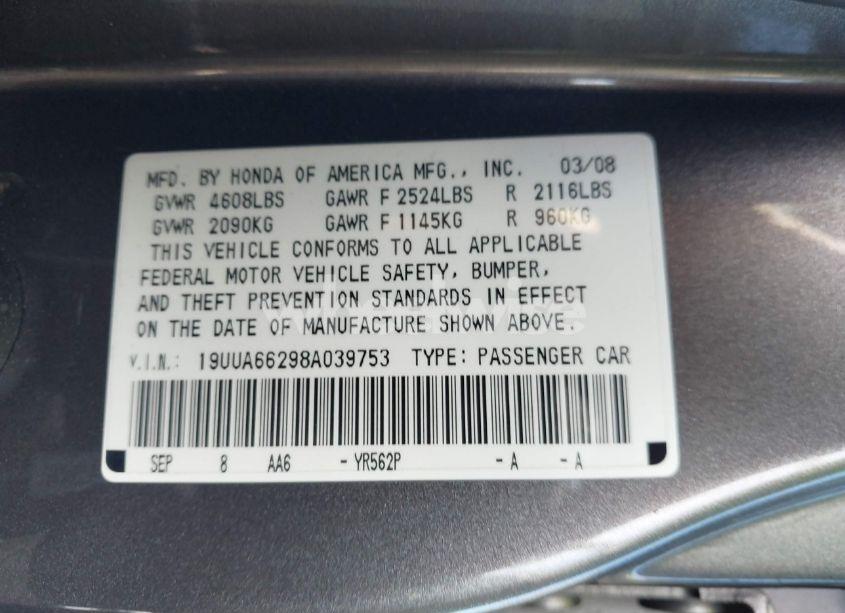 MFD. BY HONDA OF AMERICA MFG., INC. 03/08
GVWR 4608LBS GAWR F 2524LBS R 2116LBS
GVWR 2090KG GAWR F 1145KG R 960KG
THIS VEHICLE CONFORMS TO ALL APPLICABLE
FEDERAL MOTOR VEHICLE SAFETY, BUMPER,
AND THEFT PREVENTION STANDARDS IN EFFECT
ON THE DATE OF MANUFACTURE SHOWN ABOVE.
V.I.N.: 19UUA66298A039753 TYPE: PASSENGER CAR
SEP 8 AA6 -YR562P -A -A